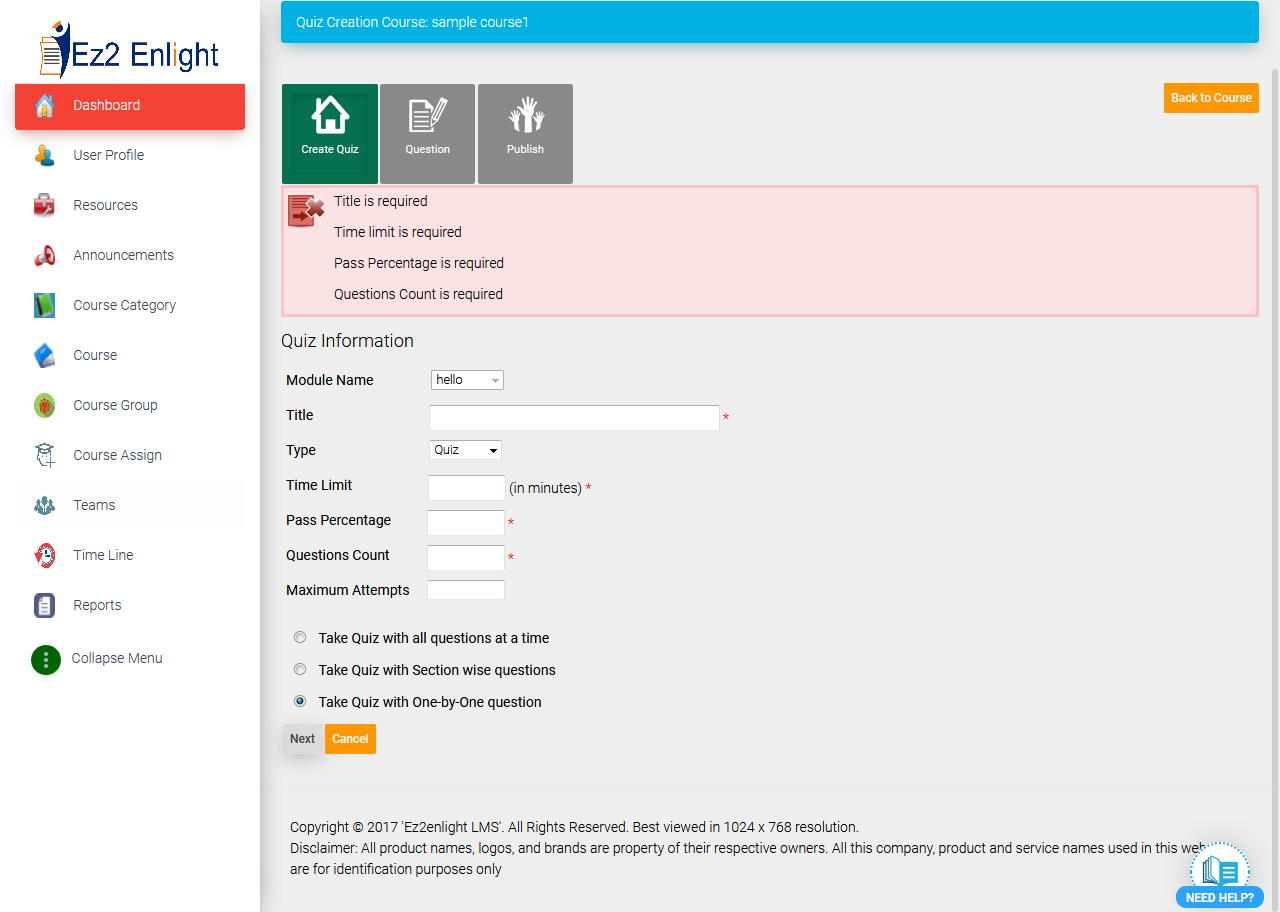 Quiz Creation Course: sample course1
Ez2 Enlight
Dashboard
User Profile
Resources
Announcements
Course Category
Course
Course Group
Course Assign
Teams
Time Line
Reports
Collapse Menu
Create Quiz
Question
Publish
Back to Course
Title is required
Time limit is required
Pass Percentage is required
Questions Count is required
Quiz Information
Module Name hello
Title *
Type Quiz
Time Limit (in minutes) *
Pass Percentage *
Questions Count *
Maximum Attempts
Take Quiz with all questions at a time
Take Quiz with Section wise questions
Take Quiz with One-by-One question
Next Cancel
Copyright © 2017 'Ez2enlight LMS'. All Rights Reserved. Best viewed in 1024 x 768 resolution.
Disclaimer: All product names, logos, and brands are property of their respective owners. All this company, product and service names used in this web
are for identification purposes only
NEED HELP?